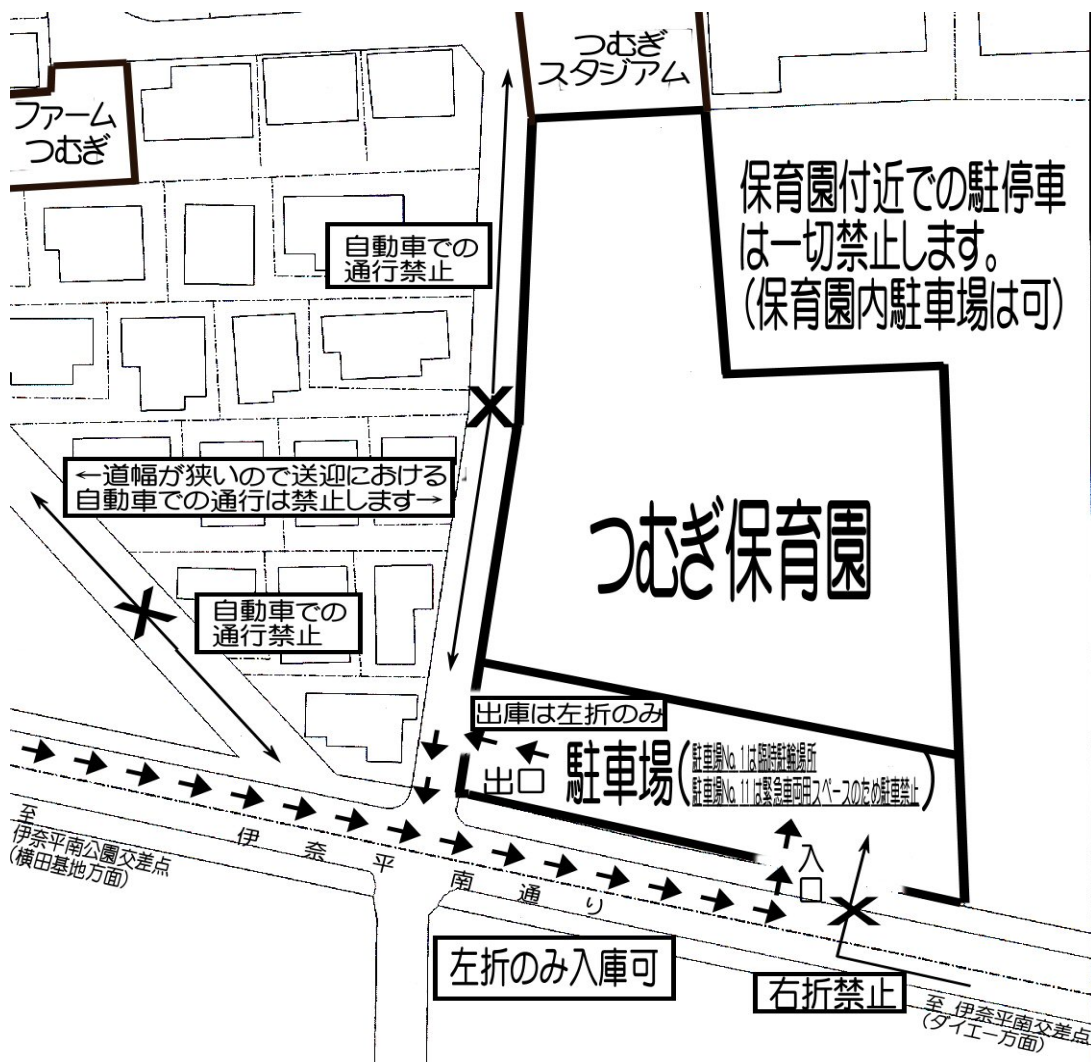 つむぎ
スタジアム
ファーム
つむぎ
保育園付近での駐停車
は一切禁止します。
(保育園内駐車場は可)
自動車での
通行禁止
←道幅が狭いので送迎における
自動車での通行は禁止します→
つむぎ保育園
自動車での
通行禁止
出庫は左折のみ
出口
駐車場
(駐車場No.1は臨時駐輪場所
駐車場No.11は緊急車両用スペースのため駐車禁止)
入口
至
伊奈平南公園交差点
(横田基地方面)
伊奈平南通り
左折のみ入庫可
右折禁止
至 伊奈平南交差点
(ダイエー方面)